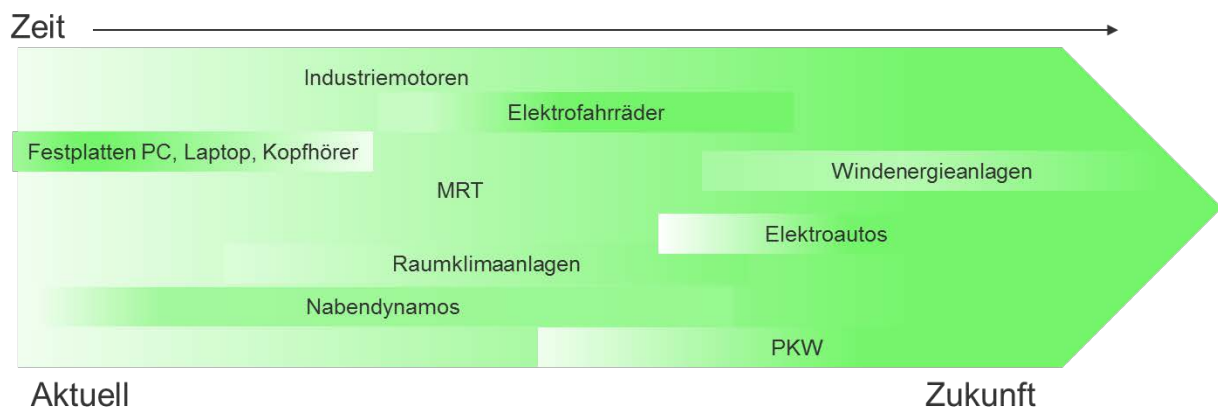 Zeit
Industriemotoren
Elektrofahrräder
Festplatten PC, Laptop, Kopfhörer
Windenergieanlagen
MRT
Elektroautos
Raumklimaanlagen
Nabendynamos
PKW
Aktuell
Zukunft